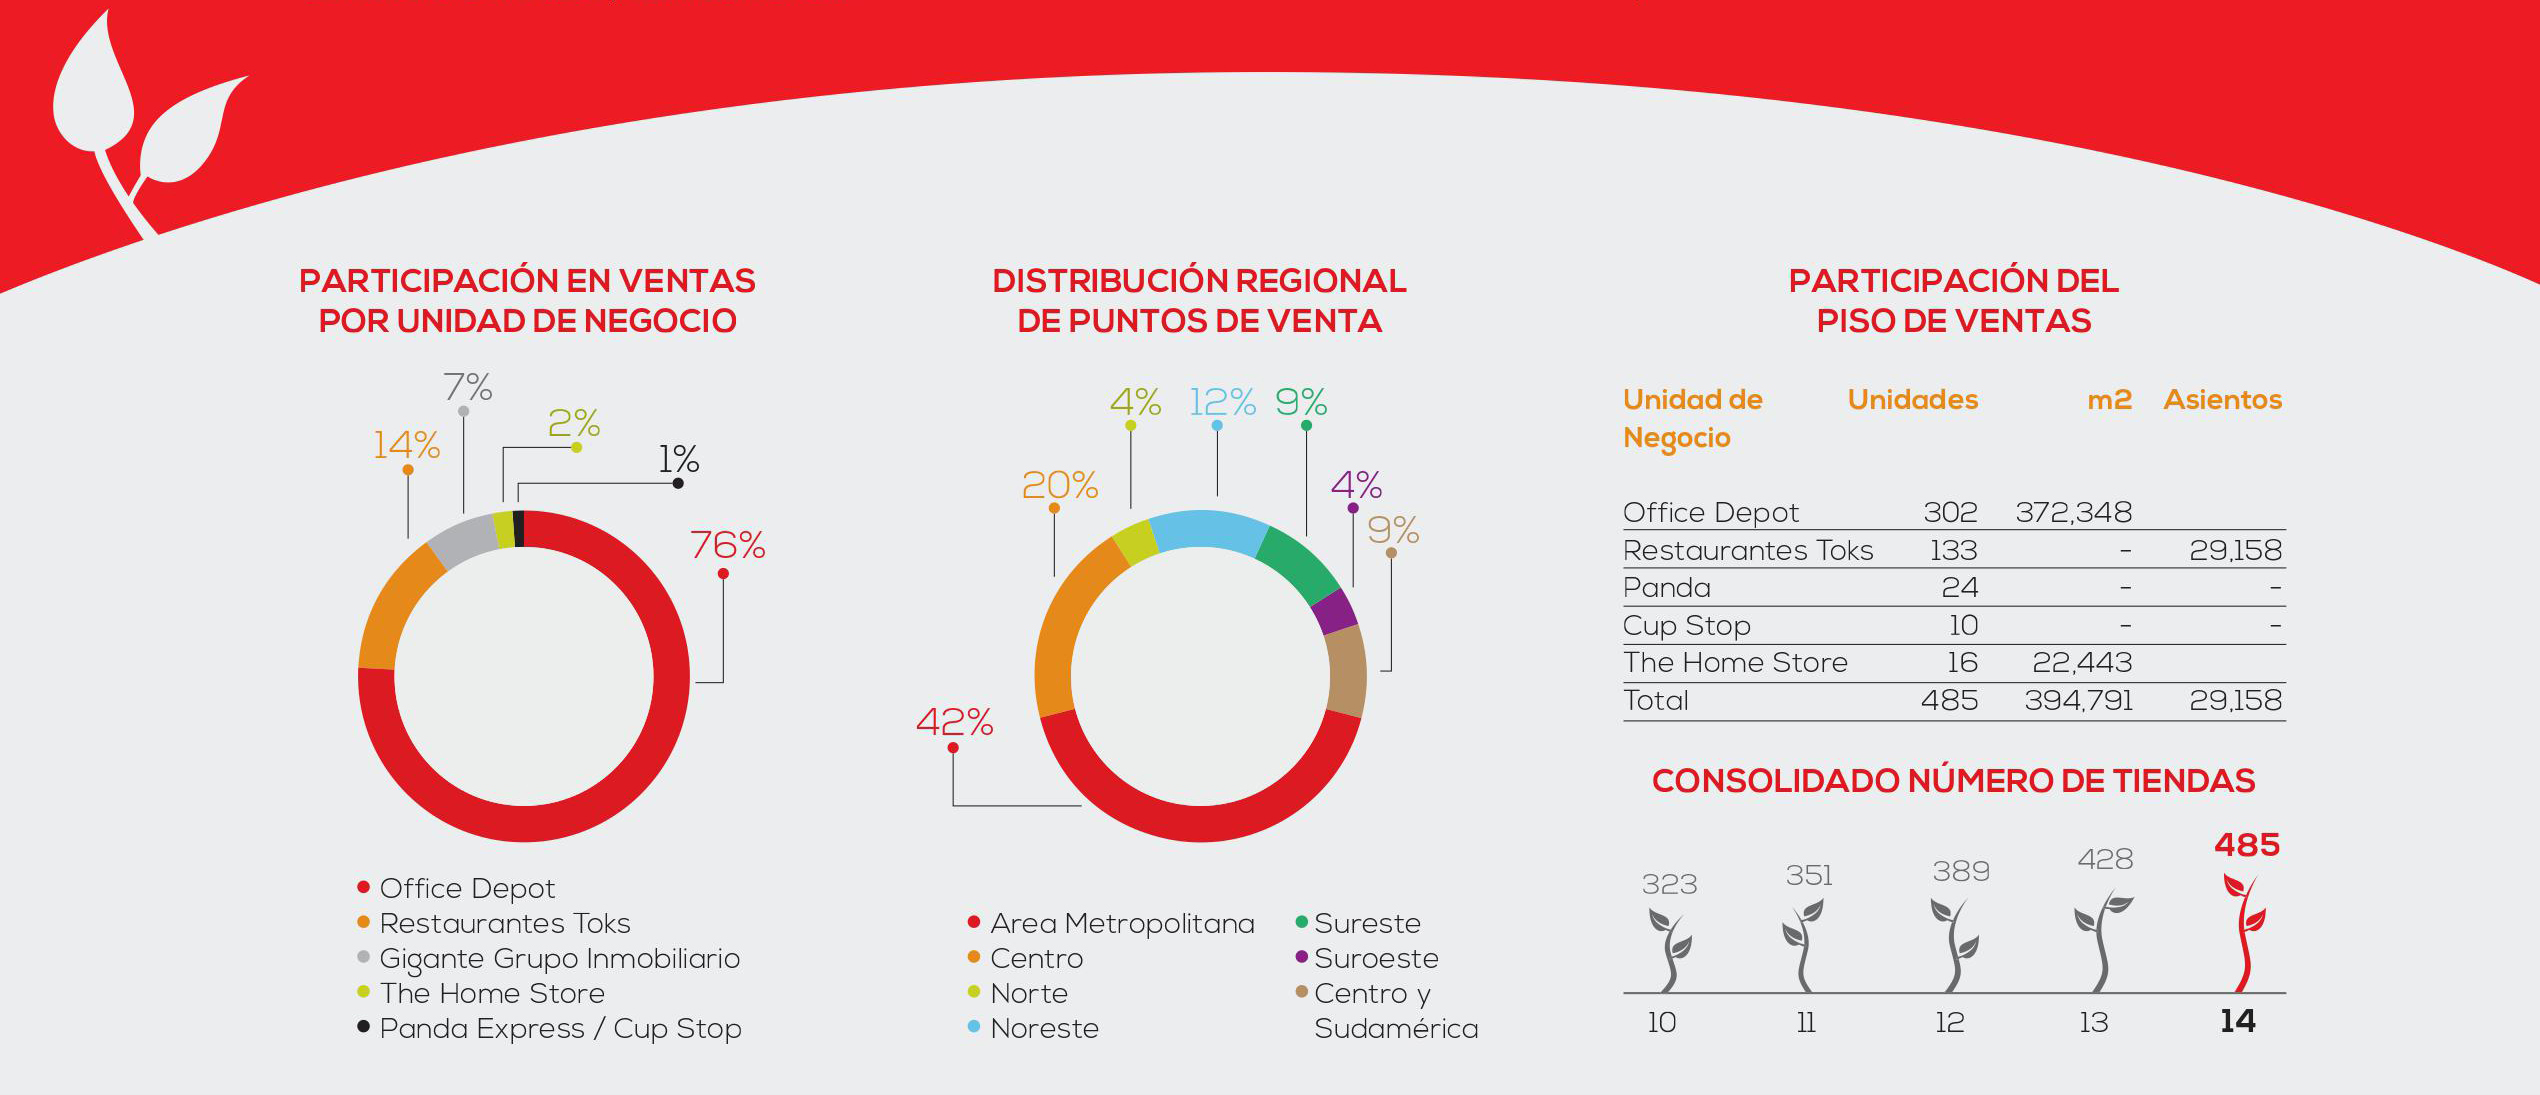 PARTICIPACIÓN EN VENTAS
POR UNIDAD DE NEGOCIO
7%
2%
14%
1%
76%
Office Depot
Restaurantes Toks
Gigante Grupo Inmobiliario
The Home Store
Panda Express / Cup Stop
DISTRIBUCIÓN REGIONAL
DE PUNTOS DE VENTA
4% 12% 9%
20%
4%
9%
42%
Area Metropolitana
Centro
Norte
Noreste
Sureste
Suroeste
Centro y
Sudamérica
PARTICIPACIÓN DEL
PISO DE VENTAS
Unidad de Unidades m2 Asientos
Negocio
Office Depot 302 372,348
Restaurantes Toks 133 - 29,158
Panda 24 - -
Cup Stop 10 - -
The Home Store 16 22,443
Total 485 394,791 29,158
CONSOLIDADO NÚMERO DE TIENDAS
323 351 389 428 485
10 11 12 13 14